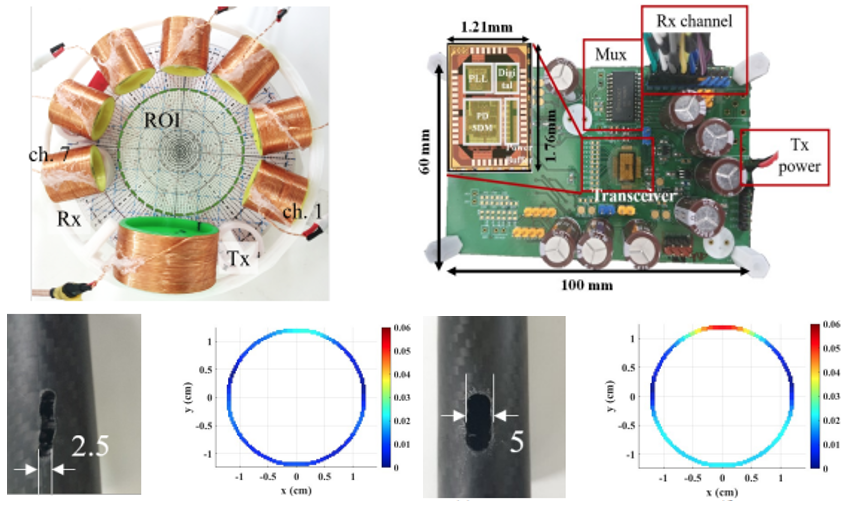 ROI
ch. 7
ch. 1
Rx
Tx
1.21mm
Rx channel
Mux
PLL
Digi
tal
PD
"SDM"
Power
Buffer
1.76mm
60 mm
Tx
power
Transceiver
100 mm
2.5
1
0.5
0
-0.5
-1
y (cm)
-1 -0.5 0 0.5 1
x (cm)
0.06
0.05
0.04
0.03
0.02
0.01
0
5
1
0.5
0
-0.5
-1
y (cm)
-1 -0.5 0 0.5 1
x (cm)
0.06
0.05
0.04
0.03
0.02
0.01
0